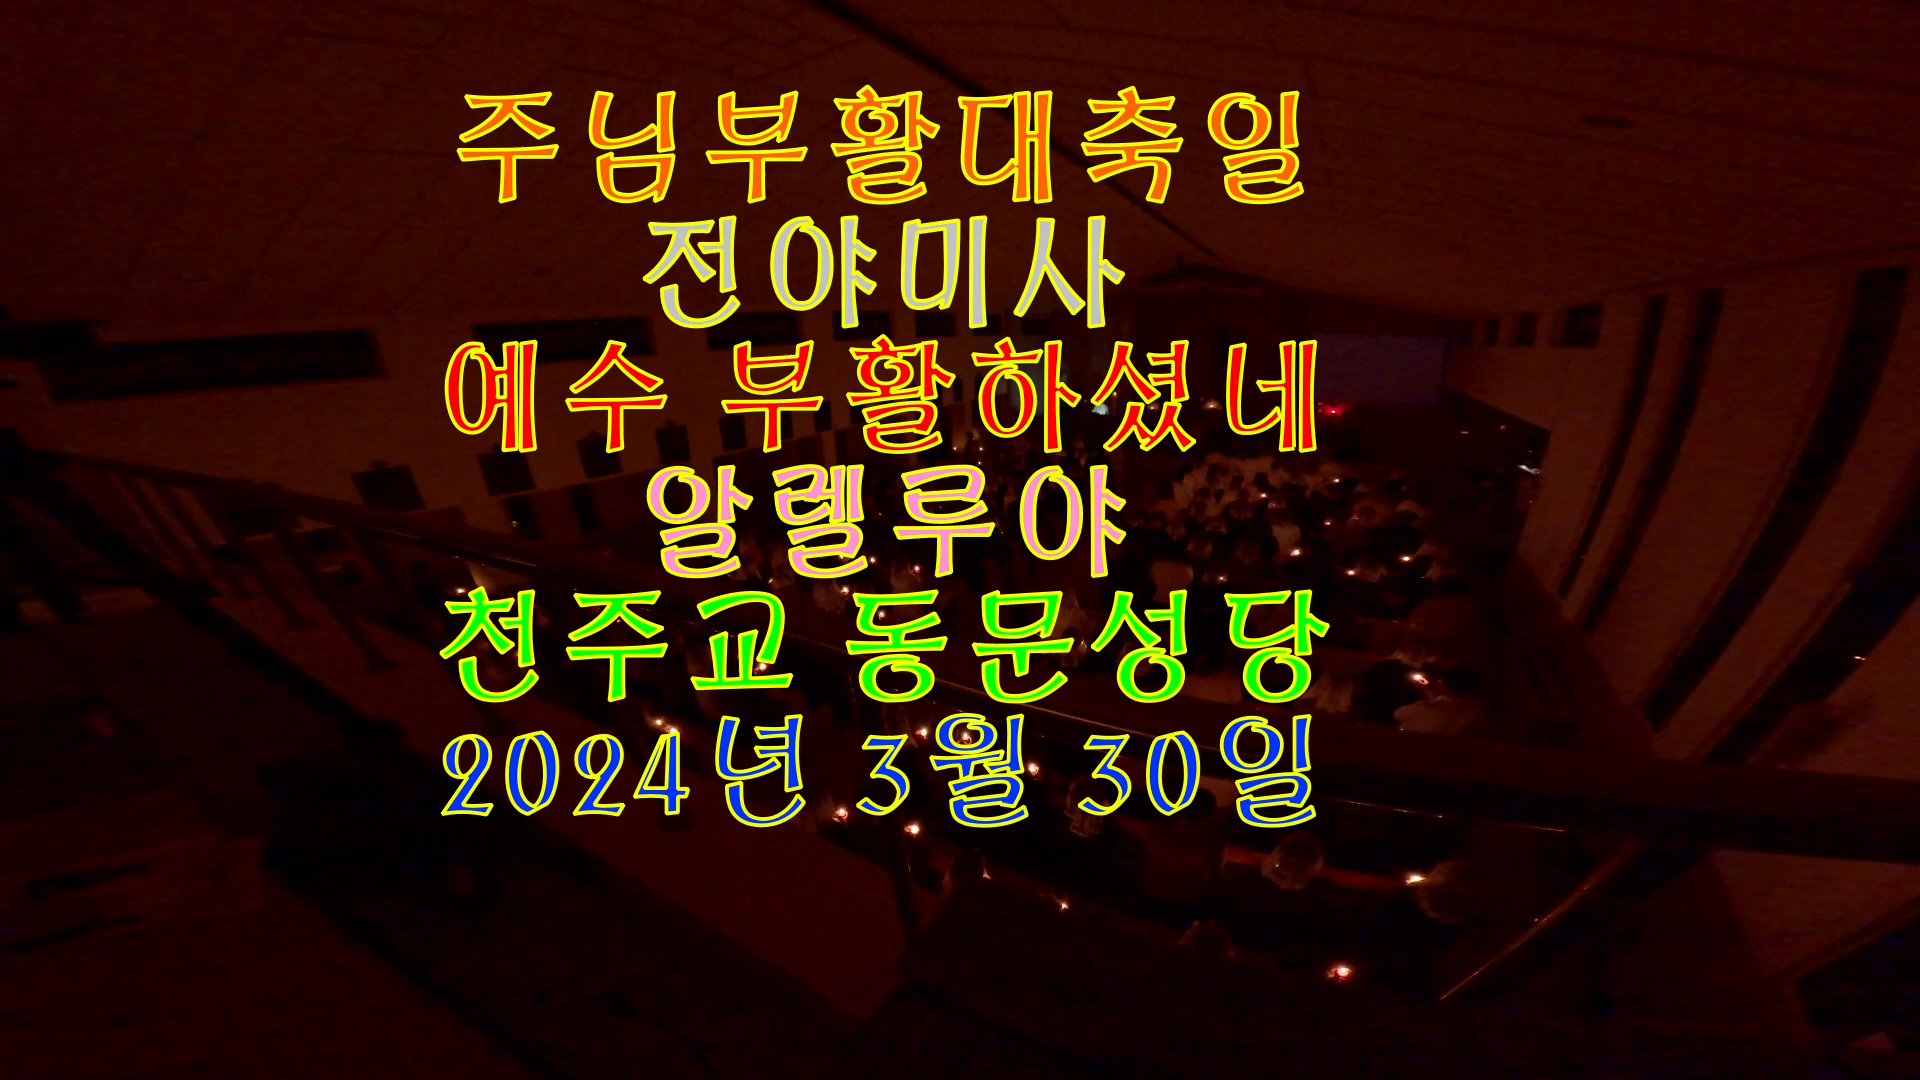 주님부활대축일
전야미사
예수 부활하셨네
알렐루야
천주교 동문성당
2024년 3월 30일